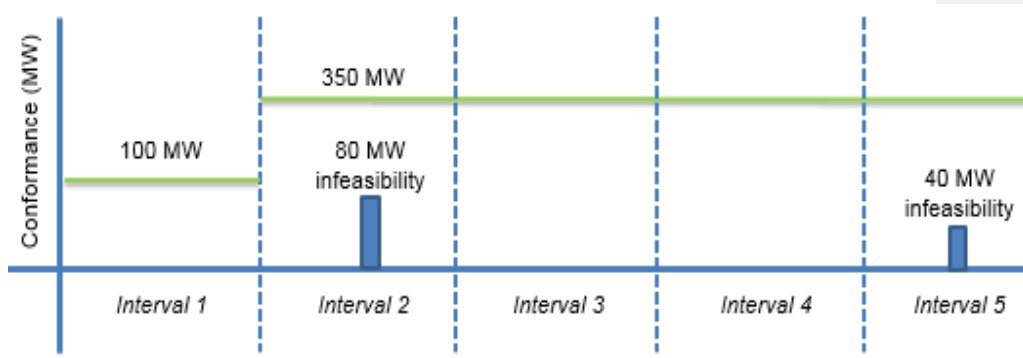 Conformance (MW)
350 MW
100 MW
80 MW
infeasibility
40 MW
infeasibility
Interval 1
Interval 2
Interval 3
Interval 4
Interval 5